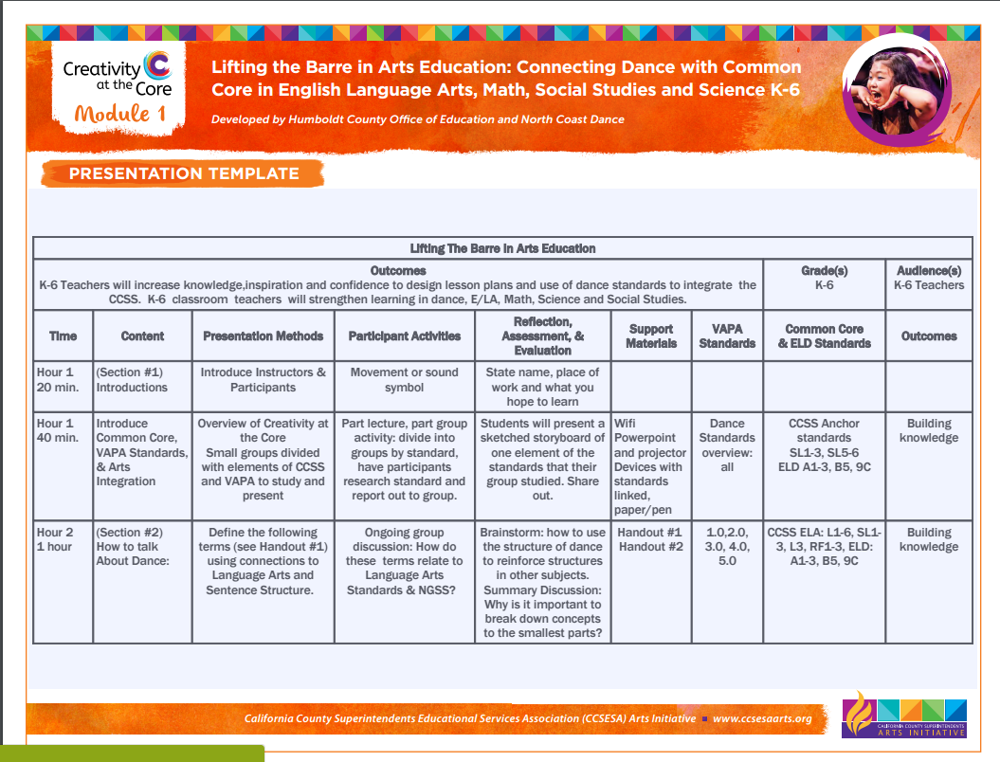 Creativity
at the
Core
Module 1
Lifting the Barre in Arts Education: Connecting Dance with Common
Core in English Language Arts, Math, Social Studies and Science K-6
Developed by Humboldt County Office of Education and North Coast Dance
PRESENTATION TEMPLATE
Lifting The Barre in Arts Education
Outcomes
K-6 Teachers will increase knowledge,inspiration and confidence to design lesson plans and use of dance standards to integrate the
CCSS. K-6 classroom teachers will strengthen learning in dance, E/LA, Math, Science and Social Studies.
Grade(s)
K-6
Audience(s)
K-6 Teachers
Time
Content
Presentation Methods
Participant Activities
Reflection,
Assessment, &
Evaluation
Support
Materials
VAPA
Standards
Common Core
& ELD Standards
Outcomes
Hour 1
20 min.
(Section #1)
Introductions
Introduce Instructors &
Participants
Movement or sound
symbol
State name, place of
work and what you
hope to learn
Hour 1
40 min.
Introduce
Common Core,
VAPA Standards,
& Arts
Integration
Overview of Creativity at
the Core
Small groups divided
with elements of CCSS
and VAPA to study and
present
Part lecture, part group
activity: divide into
groups by standard,
have participants
research standard and
report out to group.
Students will present a
sketched storyboard of
one element of the
standards that their
group studied. Share
out.
Wifi
Powerpoint
and projector
Devices with
standards
linked,
paper/pen
Dance
Standards
overview:
all
CCSS Anchor
standards
SL1-3, SL5-6
ELD A1-3, B5, 9C
Building
knowledge
Hour 2
1 hour
(Section #2)
How to talk
About Dance:
Define the following
terms (see Handout #1)
using connections to
Language Arts and
Sentence Structure.
Ongoing group
discussion: How do
these terms relate to
Language Arts
Standards & NGSS?
Brainstorm: how to use
the structure of dance
to reinforce structures
in other subjects.
Summary Discussion:
Why is it important to
break down concepts
to the smallest parts?
Handout #1
Handout #2
1.0,2.0,
3.0, 4.0,
5.0
CCSS ELA: L1-6, SL1-
3, L3, RF1-3, ELD:
A1-3, B5, 9C
Building
knowledge
California County Superintendents Educational Services Association (CCSESA) Arts Initiative ■ www.ccsesaarts.org
CALIFORNIA COUNTY SUPERINTENDENTS
ARTS INITIATIVE